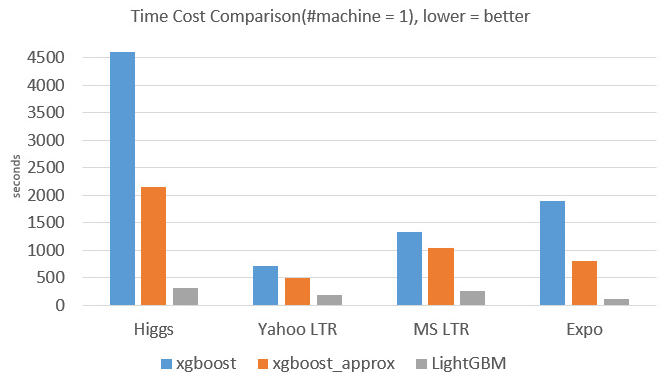 Time Cost Comparison(#machine = 1), lower = better
4500
4000
3500
3000
2500
2000
1500
1000
500
0
seconds
Higgs Yahoo LTR MS LTR Expo
xgboost xgboost_approx LightGBM